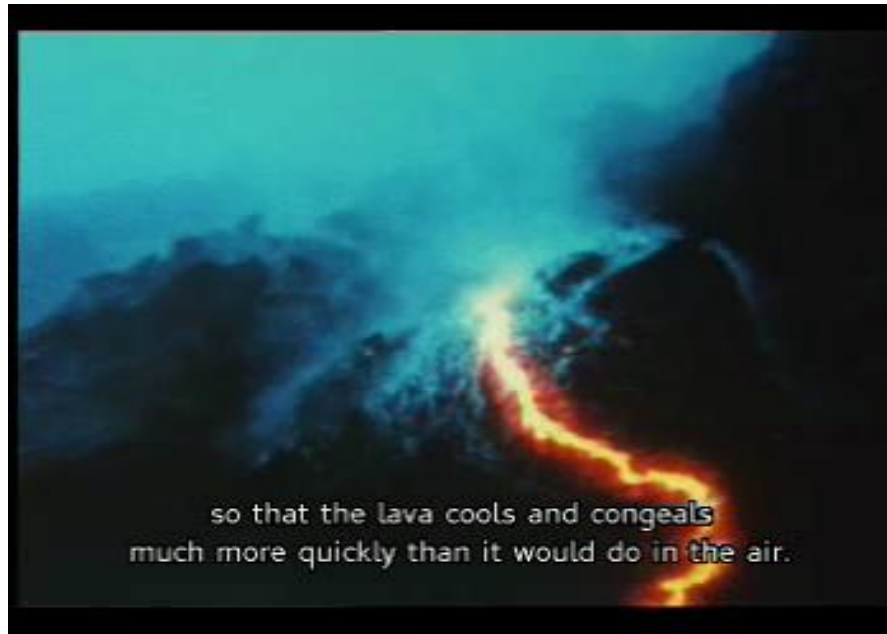 so that the lava cools and congeals
much more quickly than it would do in the air.